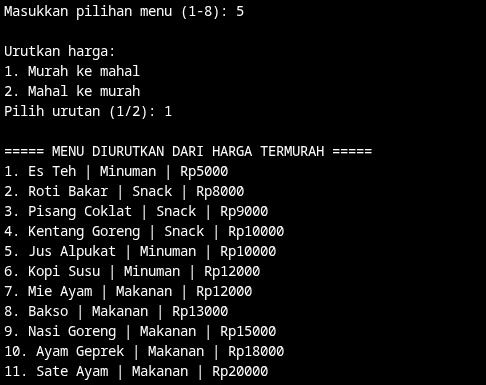 Masukkan pilihan menu (1-8): 5
Urutkan harga:
1. Murah ke mahal
2. Mahal ke murah
Pilih urutan (1/2): 1
===== MENU DIURUTKAN DARI HARGA TERMURAH =====
1. Es Teh | Minuman | Rp5000
2. Roti Bakar | Snack | Rp8000
3. Pisang Coklat | Snack | Rp9000
4. Kentang Goreng | Snack | Rp10000
5. Jus Alpukat | Minuman | Rp10000
6. Kopi Susu | Minuman | Rp12000
7. Mie Ayam | Makanan | Rp12000
8. Bakso | Makanan | Rp13000
9. Nasi Goreng | Makanan | Rp15000
10. Ayam Geprek | Makanan | Rp18000
11. Sate Ayam | Makanan | Rp20000